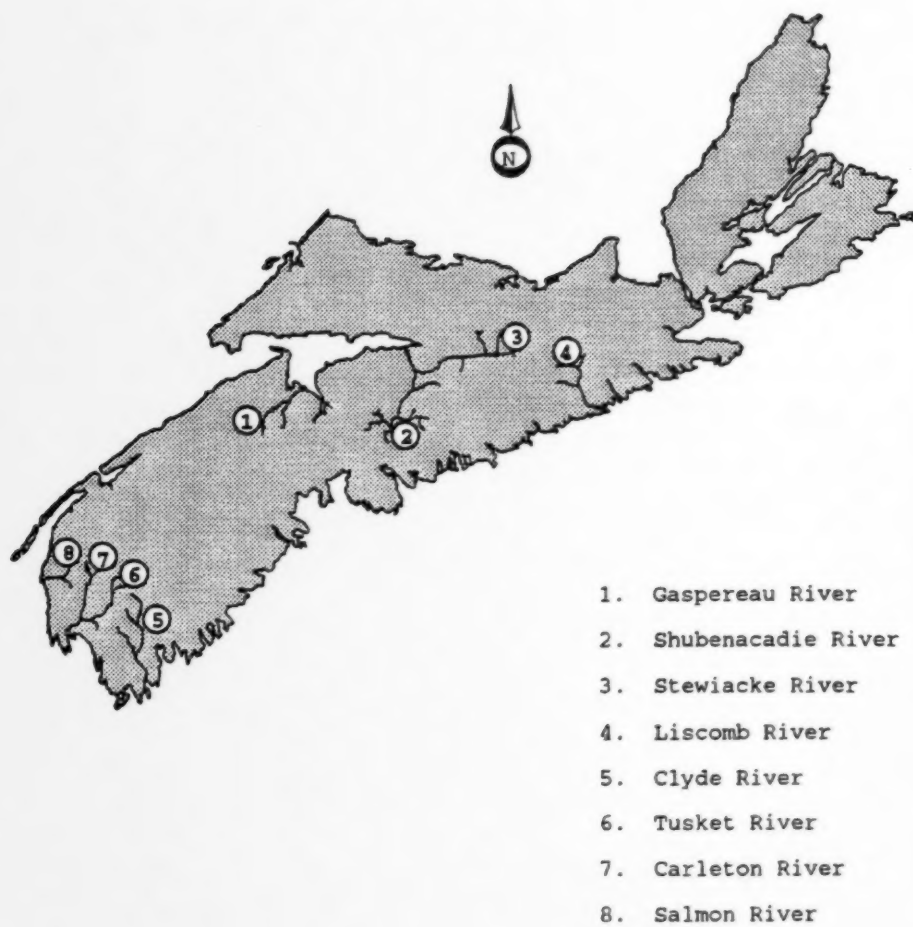 N
3
4
1
2
8
7
6
5
1. Gaspereau River
2. Shubenacadie River
3. Stewiacke River
4. Liscomb River
5. Clyde River
6. Tusket River
7. Carleton River
8. Salmon River